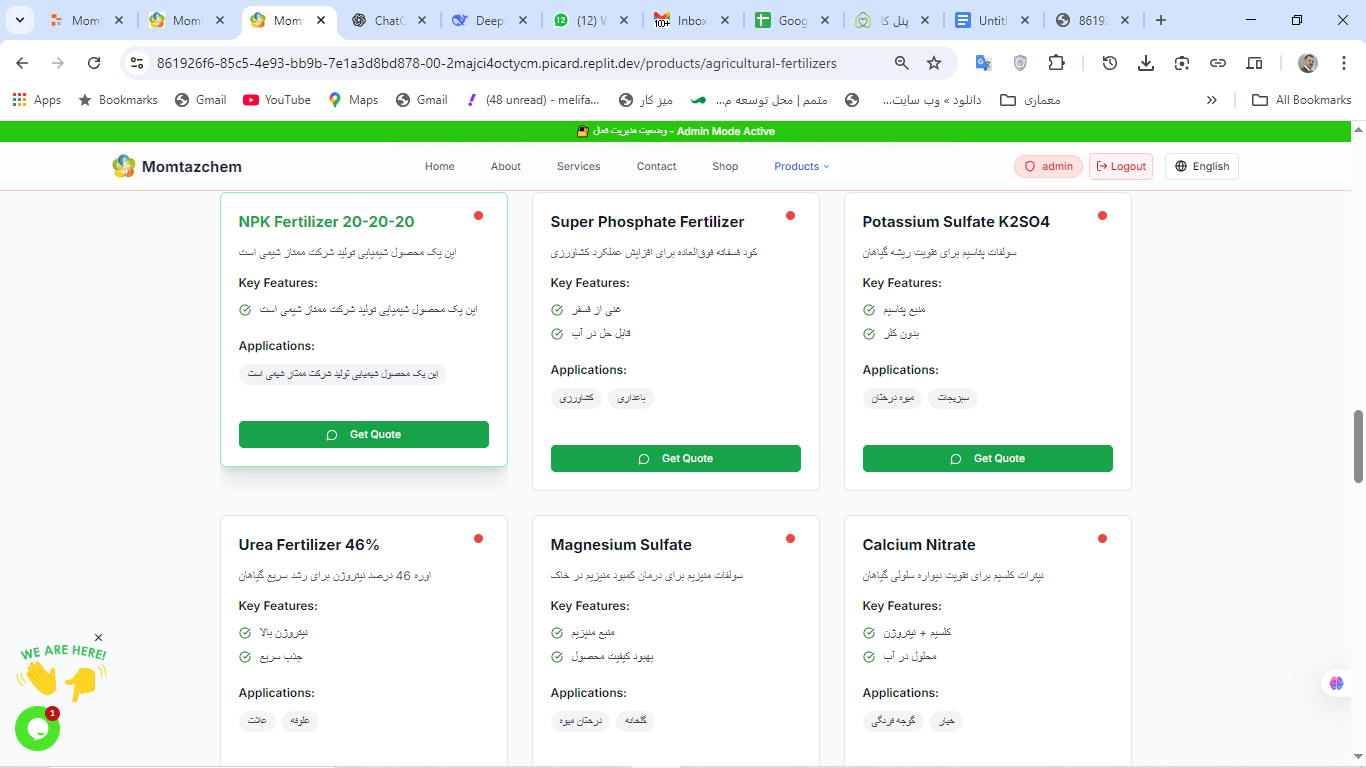 Mom
Mom
Mom
ChatG
Deep
(12) W
Inbox
Goog
پنل کا
Untit
8619
861926f6-85c5-4e93-bb9b-7e1a3d8bd878-00-2majci4octycm.picard.replit.dev/products/agricultural-fertilizers
Apps
Bookmarks
Gmail
YouTube
Maps
Gmail
(48 unread) - melifa...
میز کار
متمم | محل توسعه م...
دانلود » وب سایت...
معماری
All Bookmarks
🔒 وضعیت مدیریت فعال - Admin Mode Active
Momtazchem
Home
About
Services
Contact
Shop
Products
admin
Logout
English
NPK Fertilizer 20-20-20
این یک محصول شیمیایی تولید شرکت ممتاز شیمی است
Key Features:
این یک محصول شیمیایی تولید شرکت ممتاز شیمی است
Applications:
این یک محصول شیمیایی تولید شرکت ممتاز شیمی است
Get Quote
Super Phosphate Fertilizer
کود فسفاته فوق‌العاده برای افزایش عملکرد کشاورزی
Key Features:
غنی از فسفر
قابل حل در آب
Applications:
کشاورزی
باغداری
Get Quote
Potassium Sulfate K2SO4
سولفات پتاسیم برای تقویت ریشه گیاهان
Key Features:
منبع پتاسیم
بدون کلر
Applications:
میوه درختان
سبزیجات
Get Quote
Urea Fertilizer 46%
اوره 46 درصد نیتروژن برای رشد سریع گیاهان
Key Features:
نیتروژن بالا
جذب سریع
Applications:
غلات
علوفه
Magnesium Sulfate
سولفات منیزیم برای درمان کمبود منیزیم در خاک
Key Features:
منبع منیزیم
بهبود کیفیت محصول
Applications:
درختان میوه
گلخانه
Calcium Nitrate
نیترات کلسیم برای تقویت دیواره سلولی گیاهان
Key Features:
کلسیم + نیتروژن
محلول در آب
Applications:
گوجه فرنگی
خیار
WE ARE HERE!
1